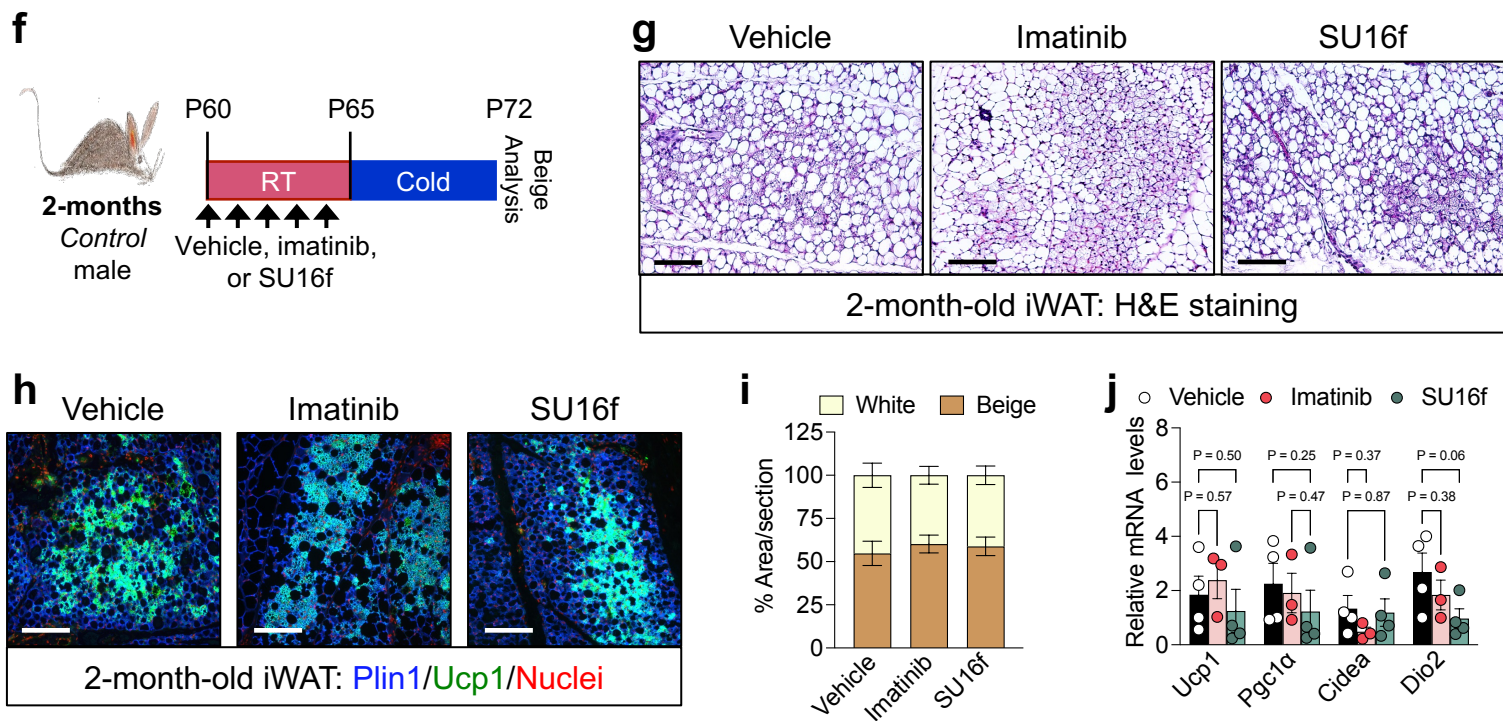 f
P60
P65
P72
RT
Cold
Beige
Analysis
2-months
Control
male
Vehicle, imatinib,
or SU16f
g
Vehicle
Imatinib
SU16f
2-month-old iWAT: H&E staining
h
Vehicle
Imatinib
SU16f
2-month-old iWAT: Plin1/Ucp1/Nuclei
i
White
Beige
% Area/section
125
100
75
50
25
0
Vehicle
Imatinib
SU16f
j
Vehicle
Imatinib
SU16f
Relative mRNA levels
8
6
4
2
0
P = 0.50
P = 0.57
P = 0.25
P = 0.47
P = 0.37
P = 0.87
P = 0.06
P = 0.38
Ucp1
Pgc1α
Cidea
Dio2